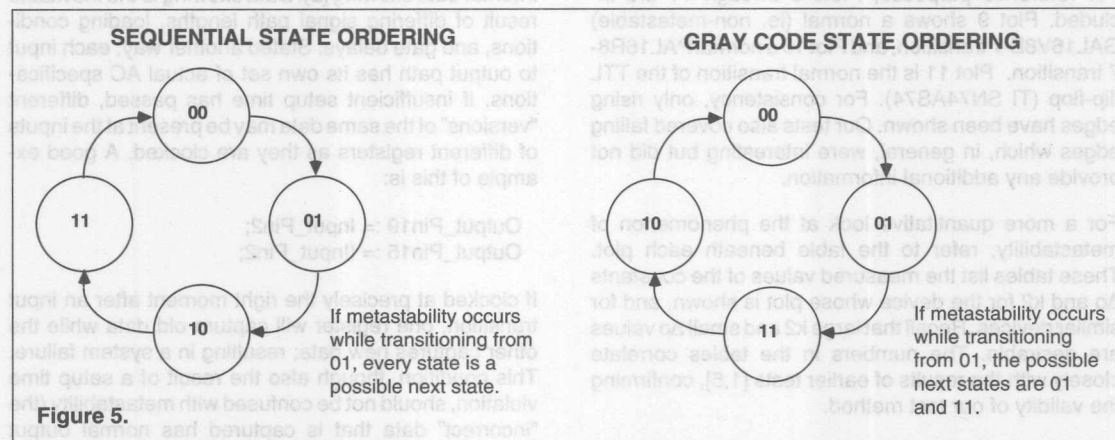 SEQUENTIAL STATE ORDERING
00
11
01
10
If metastability occurs
while transitioning from
01, every state is a
possible next state.
Figure 5.
GRAY CODE STATE ORDERING
00
10
01
11
If metastability occurs
while transitioning
from 01 the possible
next states are 01
and 11.